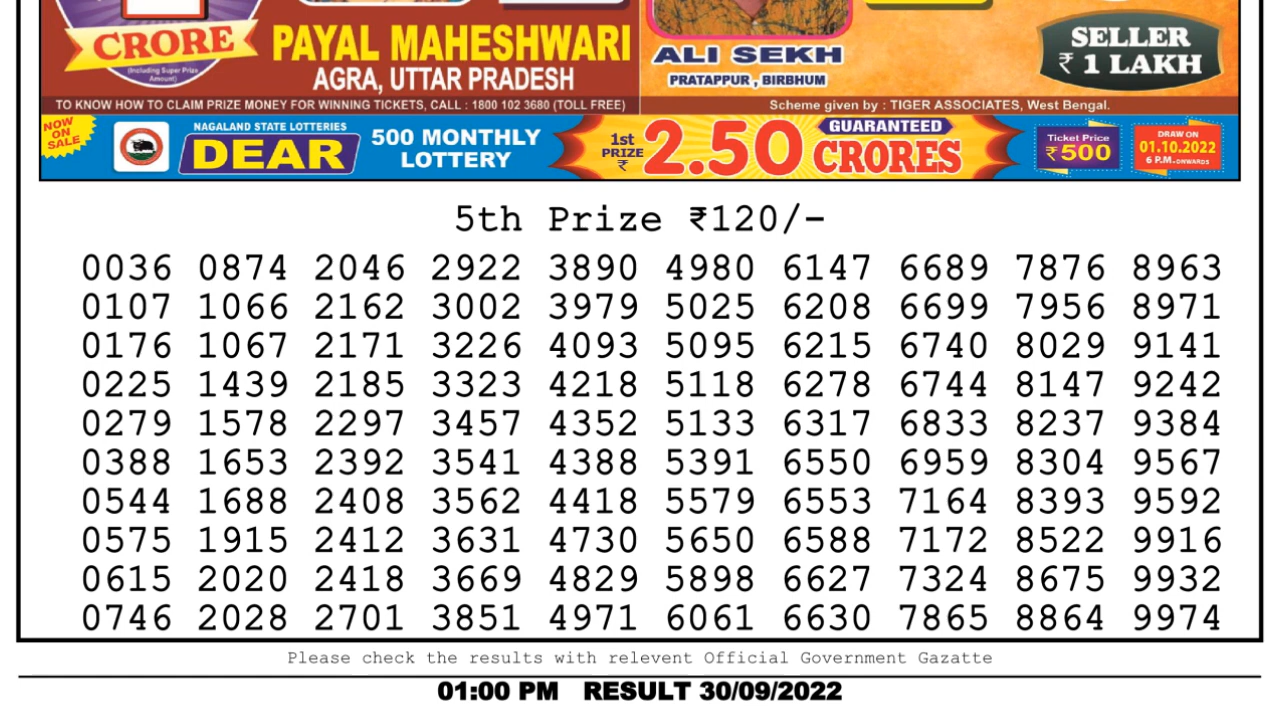 CRORE
(Including Super Prize
Amount)
PAYAL MAHESHWARI
AGRA, UTTAR PRADESH
ALI SEKH
PRATAPPUR, BIRBHUM
SELLER
₹ 1 LAKH
TO KNOW HOW TO CLAIM PRIZE MONEY FOR WINNING TICKETS, CALL : 1800 102 3680 (TOLL FREE)
Scheme given by : TIGER ASSOCIATES, West Bengal.
NOW
ON
SALE
NAGALAND STATE LOTTERIES
DEAR
500 MONTHLY
LOTTERY
1st
PRIZE
₹
2.50
GUARANTEED
CRORES
Ticket Price
₹500
DRAW ON
01.10.2022
6 P.M.ONWARDS
5th Prize ₹120/-
0036 0874 2046 2922 3890 4980 6147 6689 7876 8963
0107 1066 2162 3002 3979 5025 6208 6699 7956 8971
0176 1067 2171 3226 4093 5095 6215 6740 8029 9141
0225 1439 2185 3323 4218 5118 6278 6744 8147 9242
0279 1578 2297 3457 4352 5133 6317 6833 8237 9384
0388 1653 2392 3541 4388 5391 6550 6959 8304 9567
0544 1688 2408 3562 4418 5579 6553 7164 8393 9592
0575 1915 2412 3631 4730 5650 6588 7172 8522 9916
0615 2020 2418 3669 4829 5898 6627 7324 8675 9932
0746 2028 2701 3851 4971 6061 6630 7865 8864 9974
Please check the results with relevent Official Government Gazatte
01:00 PM RESULT 30/09/2022